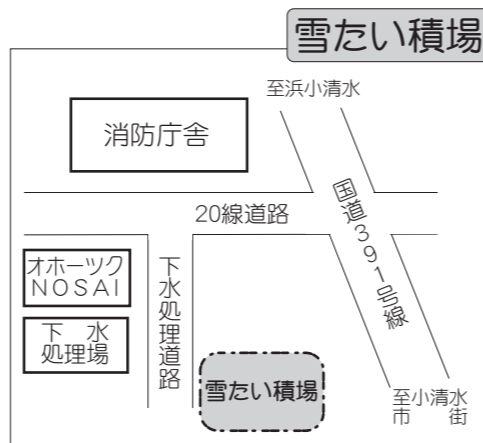 雪たい積場
至浜小清水
消防庁舎
国道391号線
20線道路
オホーツク
NOSAI
下水処理道路
下水
処理場
雪たい積場
至小清水
市街